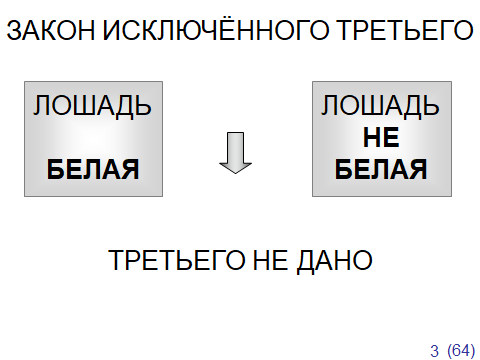 ЗАКОН ИСКЛЮЧЁННОГО ТРЕТЬЕГО
ЛОШАДЬ
БЕЛАЯ
ЛОШАДЬ
НЕ
БЕЛАЯ
ТРЕТЬЕГО НЕ ДАНО
3 (64)